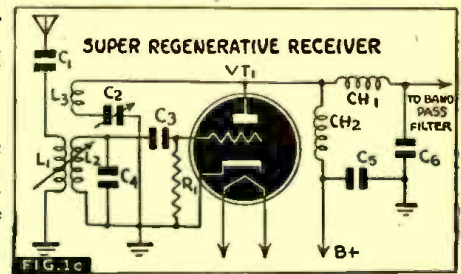 SUPER REGENERATIVE RECEIVER
C1
VT1
L3
C2
CH1
TO BAND
PASS
FILTER
C3
CH2
L1
L2
C4
R1
C5
C6
B+
FIG.1c